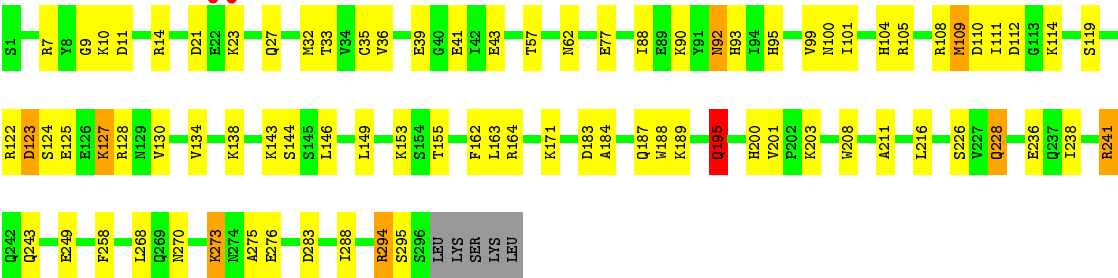 S1 R7 Y8 G9 K10 D11 R14 D21 E22 K23 Q27 M32 T33 V34 C35 V36 E39 G40 E41 I42 E43 T57 N62 E77 I88 E89 K90 Y91 N92 H93 I94 H95 V99 N100 I101 H104 R105 R108 M109 D110 I111 D112 G113 K114 S119
R122 D123 S124 E125 E126 K127 R128 N129 V130 V134 K138 K143 S144 S145 L146 L149 K153 S154 T155 F162 L163 R164 K171 D183 A184 Q187 W188 K189 Q195 H200 V201 P202 K203 W208 A211 L216 S226 V227 Q228 E236 Q237 I238 R241
Q242 Q243 E249 F258 L268 Q269 N270 K273 N274 A275 E276 D283 I288 R294 S295 S296 LEU LYS SER LYS LEU